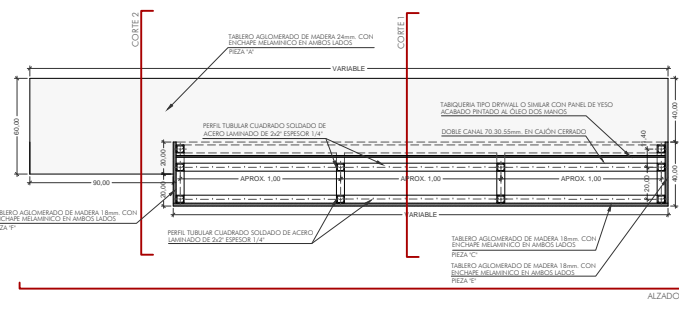 CORTE 2
CORTE 1
TABLERO AGLOMERADO DE MADERA 24mm. CON
ENCHAPE MELAMINICO EN AMBOS LADOS
PIEZA "A"
VARIABLE
60,00
40,00
PERFIL TUBULAR CUADRADO SOLDADO DE
ACERO LAMINADO DE 2x2" ESPESOR 1/4"
TABIQUERIA TIPO DRYWALL O SIMILAR CON PANEL DE YESO
ACABADO PINTADO AL ÓLEO DOS MANOS
DOBLE CANAL 70.30.55mm. EN CAJÓN CERRADO
,40
20,00
20,00
20,00
40,00
90,00
APROX. 1,00
APROX. 1,00
APROX. 1,00
VARIABLE
TABLERO AGLOMERADO DE MADERA 18mm. CON
ENCHAPE MELAMINICO EN AMBOS LADOS
PIEZA "C"
TABLERO AGLOMERADO DE MADERA 18mm. CON
ENCHAPE MELAMINICO EN AMBOS LADOS
PIEZA "E"
BLERO AGLOMERADO DE MADERA 18mm. CON
NCHAPE MELAMINICO EN AMBOS LADOS
ZA "F"
PERFIL TUBULAR CUADRADO SOLDADO DE ACERO
LAMINADO DE 2x2" ESPESOR 1/4"
ALZADO